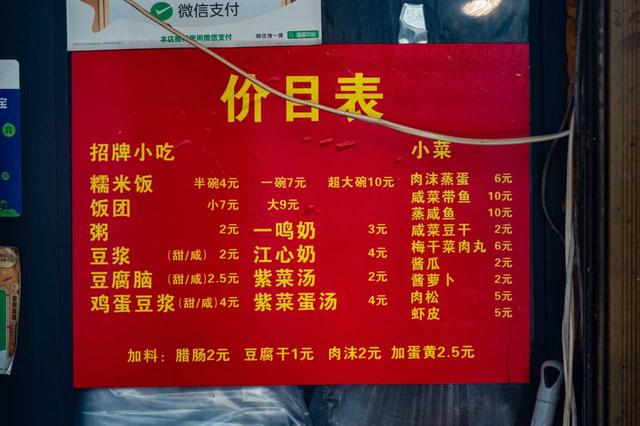 微信支付
微信支付
价目表
招牌小吃
糯米饭 半碗4元 一碗7元 超大碗10元
饭团 小7元 大9元
粥 2元 一鸣奶 3元
豆浆 (甜/咸) 2元 江心奶 4元
豆腐脑 (甜/咸) 2.5元 紫菜汤 2元
鸡蛋豆浆 (甜/咸) 4元 紫菜蛋汤 4元
小菜
肉沫蒸蛋 6元
咸菜带鱼 10元
蒸咸鱼 10元
咸菜豆干 2元
梅干菜肉丸 6元
酱瓜 2元
酱萝卜 2元
肉松 5元
虾皮 5元
加料: 腊肠2元 豆腐干1元 肉沫2元 加蛋黄2.5元